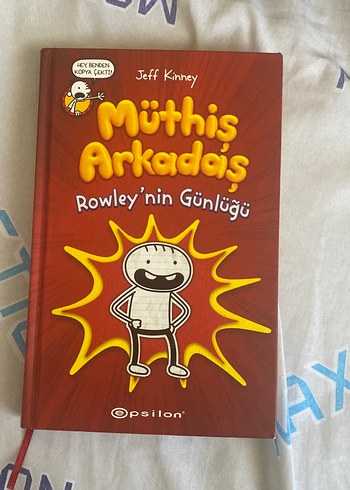 Jeff Kinney
HEY, BENDEN
KOPYA ÇEKTİ!
Müthiş
Arkadaş
Rowley'nin Günlüğü
epsilon®